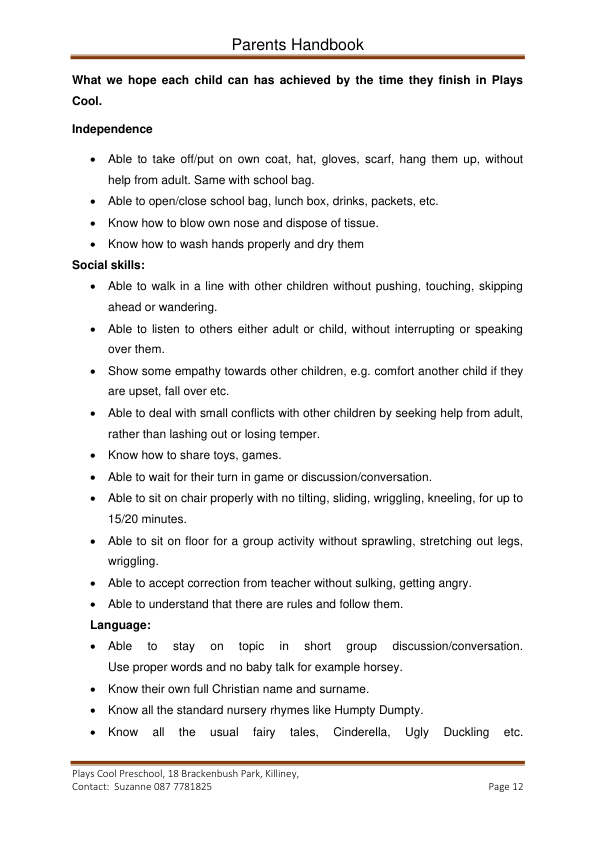 Parents Handbook
What we hope each child can has achieved by the time they finish in Plays
Cool.
Independence
• Able to take off/put on own coat, hat, gloves, scarf, hang them up, without
help from adult. Same with school bag.
• Able to open/close school bag, lunch box, drinks, packets, etc.
• Know how to blow own nose and dispose of tissue.
• Know how to wash hands properly and dry them
Social skills:
• Able to walk in a line with other children without pushing, touching, skipping
ahead or wandering.
• Able to listen to others either adult or child, without interrupting or speaking
over them.
• Show some empathy towards other children, e.g. comfort another child if they
are upset, fall over etc.
• Able to deal with small conflicts with other children by seeking help from adult,
rather than lashing out or losing temper.
• Know how to share toys, games.
• Able to wait for their turn in game or discussion/conversation.
• Able to sit on chair properly with no tilting, sliding, wriggling, kneeling, for up to
15/20 minutes.
• Able to sit on floor for a group activity without sprawling, stretching out legs,
wriggling.
• Able to accept correction from teacher without sulking, getting angry.
• Able to understand that there are rules and follow them.
Language:
• Able to stay on topic in short group discussion/conversation.
Use proper words and no baby talk for example horsey.
• Know their own full Christian name and surname.
• Know all the standard nursery rhymes like Humpty Dumpty.
• Know all the usual fairy tales, Cinderella, Ugly Duckling etc.
Plays Cool Preschool, 18 Brackenbush Park, Killiney,
Contact: Suzanne 087 7781825 Page 12